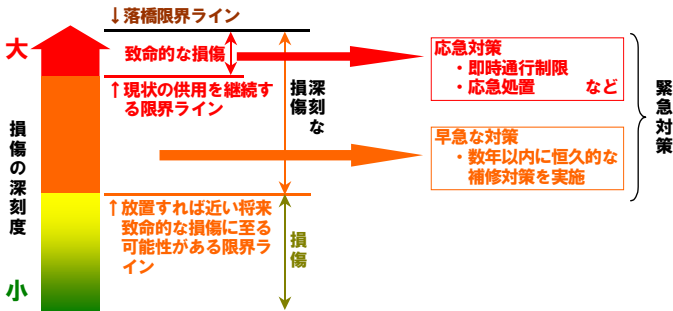 ↓落橋限界ライン
大
致命的な損傷
↑現状の供用を継続す
る限界ライン
深刻な
損傷
応急対策
・即時通行制限
・応急処置 など
早急な対策
・数年以内に恒久的な
補修対策を実施
緊急対策
損傷の深刻度
↑放置すれば近い将来
致命的な損傷に至る
可能性がある限界ラ
イン
損傷
小